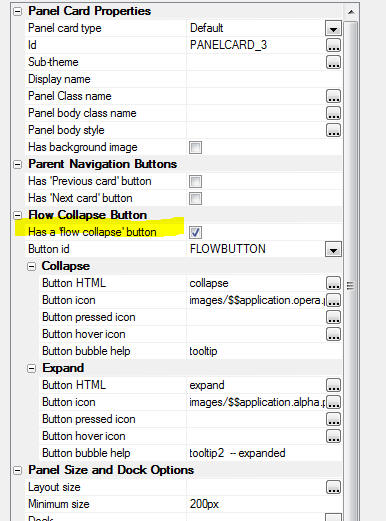 Panel Card Properties
Panel card type Default
Id PANELCARD_3 ...
Sub-theme ...
Display name
Panel Class name ...
Panel body class name ...
Panel body style ...
Has background image
Parent Navigation Buttons
Has 'Previous card' button
Has 'Next card' button
Flow Collapse Button
Has a 'flow collapse' button
Button id FLOWBUTTON
Collapse
Button HTML collapse ...
Button icon images/$$application.opera.p ...
Button pressed icon ...
Button hover icon ...
Button bubble help tooltip
Expand
Button HTML expand ...
Button icon images/$$application.alpha.p ...
Button pressed icon ...
Button hover icon ...
Button bubble help tooltip2 -- expanded
Panel Size and Dock Options
Layout size ...
Minimum size 200px ...
Dock